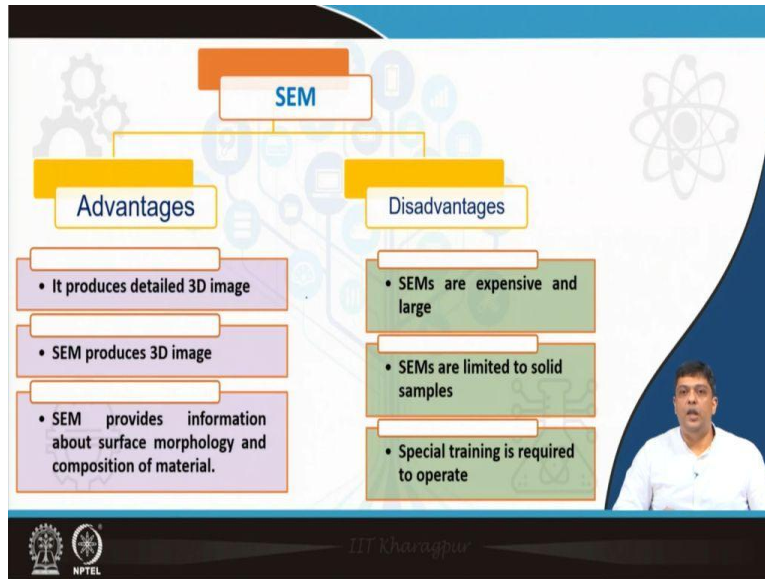 SEM
Advantages
• It produces detailed 3D image
• SEM produces 3D image
• SEM provides information
about surface morphology and
composition of material.
Disadvantages
• SEMs are expensive and
large
• SEMs are limited to solid
samples
• Special training is required
to operate
NPTEL
IIT Kharagpur